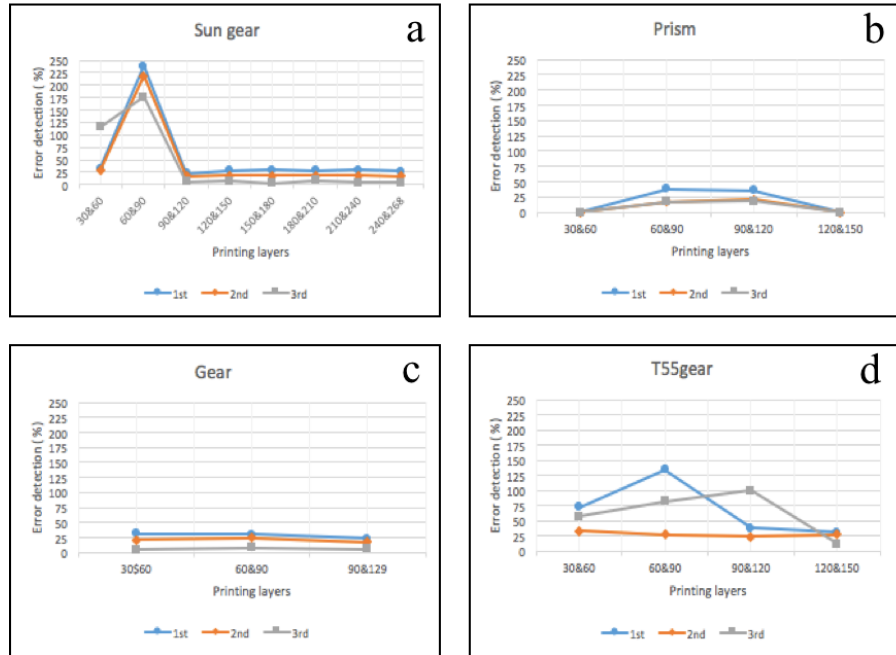 Sun gear
a
Error detection ( %)
250
225
200
175
150
125
100
75
50
25
0
30&60
60&90
90&120
120&150
150&180
180&210
210&240
240&268
Printing layers
1st 2nd 3rd
Prism
b
Error detection ( %)
250
225
200
175
150
125
100
75
50
25
0
30&60 60&90 90&120 120&150
Printing layers
1st 2nd 3rd
Gear
c
Error detection ( %)
250
225
200
175
150
125
100
75
50
25
0
30$60 60&90 90&129
Printing layers
1st 2nd 3rd
T55gear
d
Error detection ( %)
250
225
200
175
150
125
100
75
50
25
0
30&60 60&90 90&120 120&150
Printing layers
1st 2nd 3rd